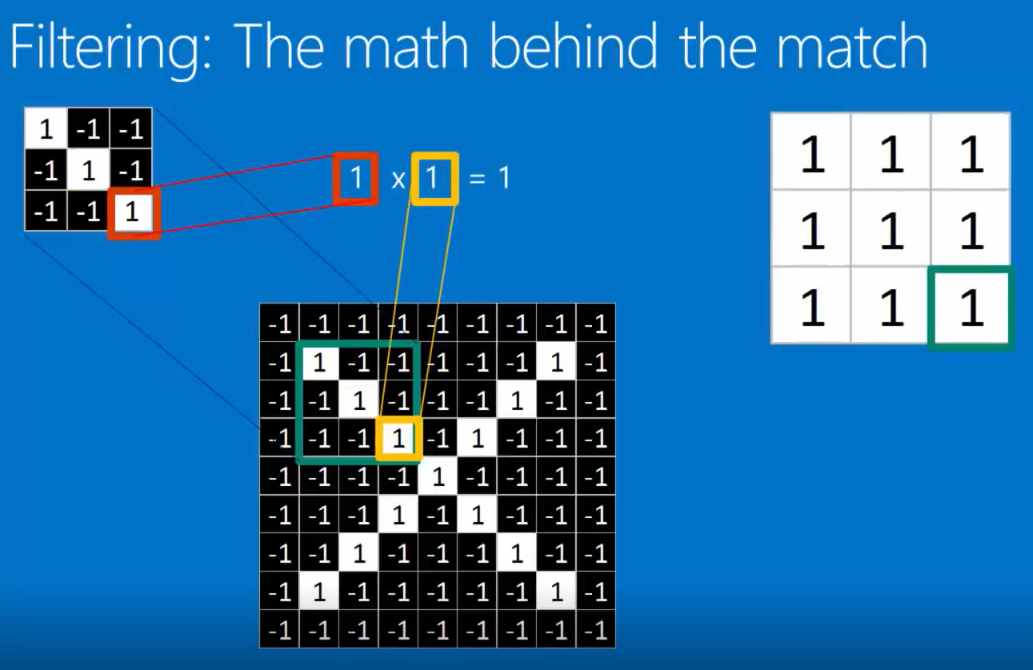 Filtering: The math behind the match
1 -1 -1
-1 1 -1
-1 -1 1
1 x 1 = 1
1 1 1
1 1 1
1 1 1
-1 -1 -1 -1 -1 -1 -1 -1 -1
-1 1 -1 -1 -1 -1 -1 1 -1
-1 -1 1 -1 -1 -1 1 -1 -1
-1 -1 -1 1 -1 1 -1 -1 -1
-1 -1 -1 -1 1 -1 -1 -1 -1
-1 -1 -1 1 -1 1 -1 -1 -1
-1 -1 1 -1 -1 -1 1 -1 -1
-1 1 -1 -1 -1 -1 -1 1 -1
-1 -1 -1 -1 -1 -1 -1 -1 -1